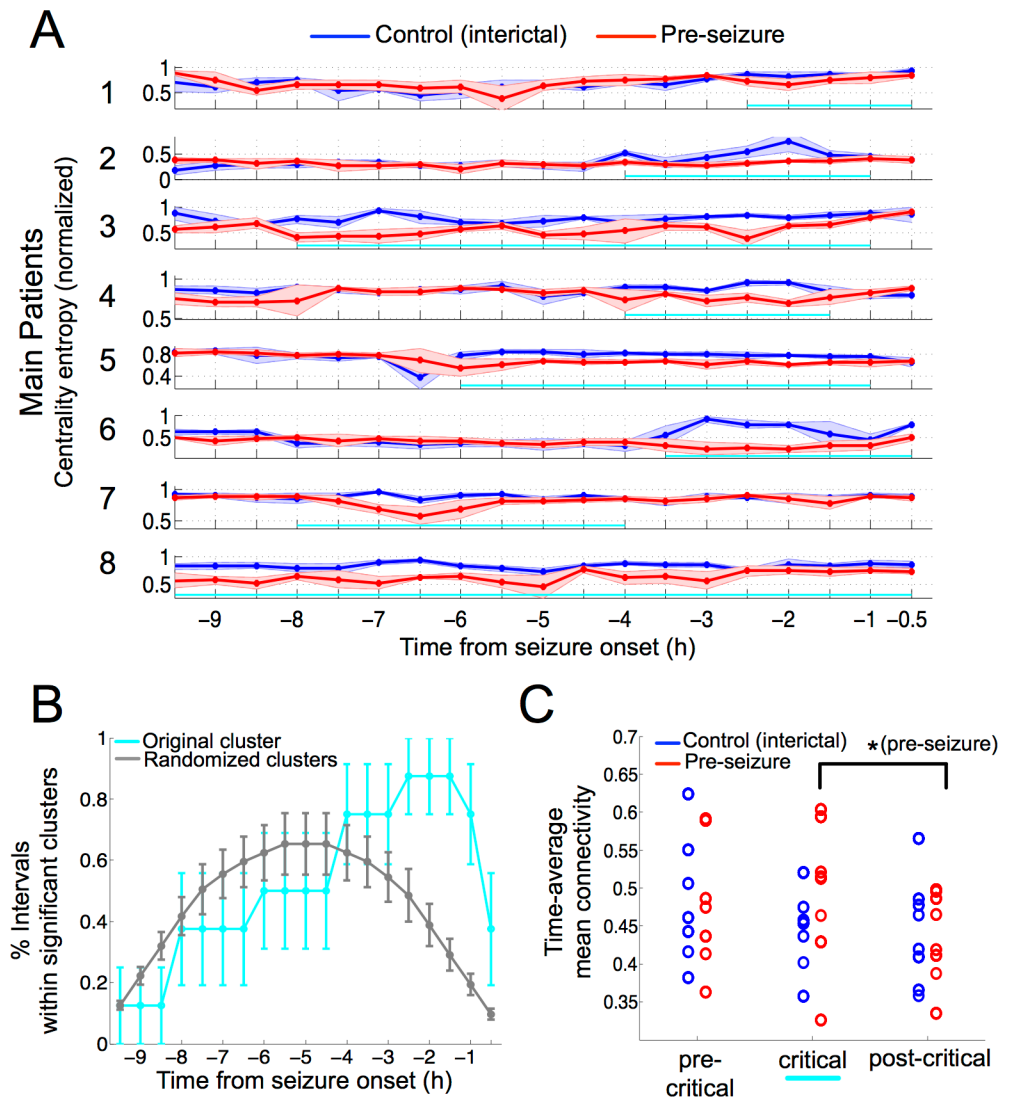 A
Control (interictal)
Pre-seizure
Main Patients
Centrality entropy (normalized)
1
1
0.5
2
0.5
0
3
1
0.5
4
1
0.5
5
0.8
0.4
6
1
0.5
7
1
0.5
8
1
0.5
−9 −8 −7 −6 −5 −4 −3 −2 −1 −0.5
Time from seizure onset (h)
B
Original cluster
Randomized clusters
% Intervals
within significant clusters
1
0.8
0.6
0.4
0.2
0
−9 −8 −7 −6 −5 −4 −3 −2 −1
Time from seizure onset (h)
C
Control (interictal)
Pre-seizure
*(pre-seizure)
Time-average
mean connectivity
0.7
0.65
0.6
0.55
0.5
0.45
0.4
0.35
pre-
critical
critical
post-critical